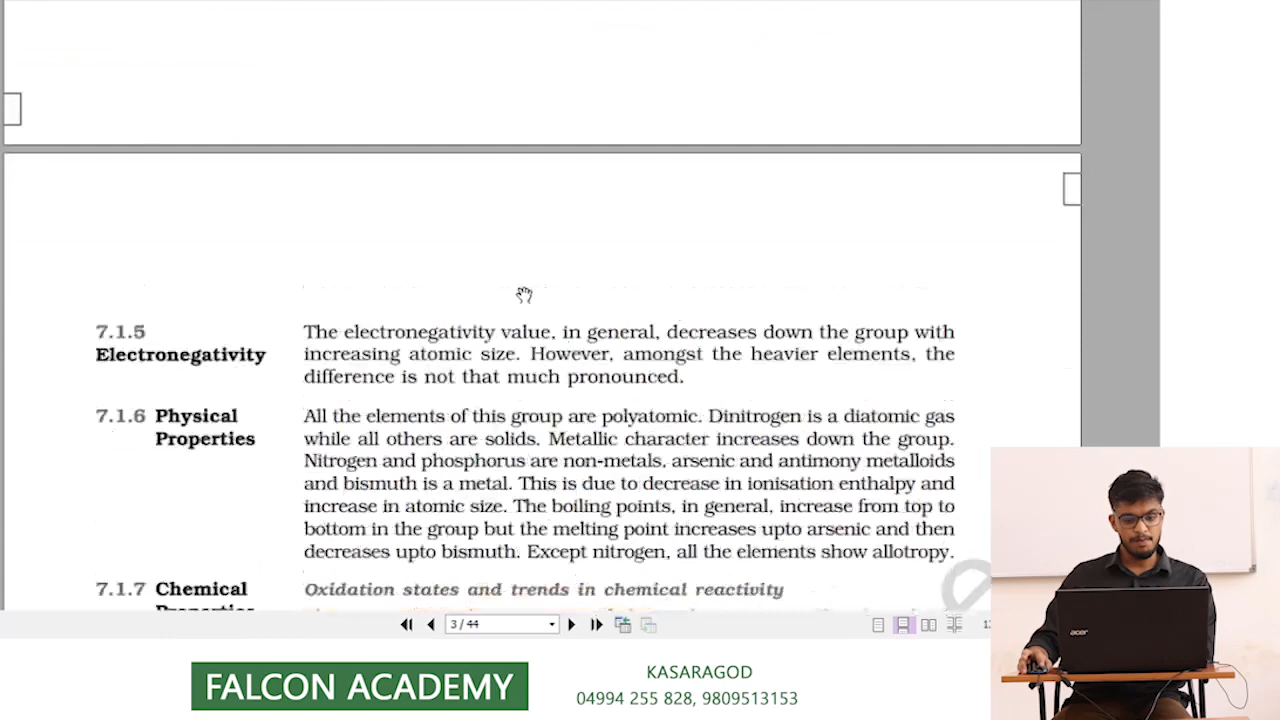 7.1.5
Electronegativity
The electronegativity value, in general, decreases down the group with
increasing atomic size. However, amongst the heavier elements, the
difference is not that much pronounced.
7.1.6 Physical
Properties
All the elements of this group are polyatomic. Dinitrogen is a diatomic gas
while all others are solids. Metallic character increases down the group.
Nitrogen and phosphorus are non-metals, arsenic and antimony metalloids
and bismuth is a metal. This is due to decrease in ionisation enthalpy and
increase in atomic size. The boiling points, in general, increase from top to
bottom in the group but the melting point increases upto arsenic and then
decreases upto bismuth. Except nitrogen, all the elements show allotropy.
7.1.7 Chemical
Properties
Oxidation states and trends in chemical reactivity
3 / 44
acer
FALCON ACADEMY
KASARAGOD
04994 255 828, 9809513153